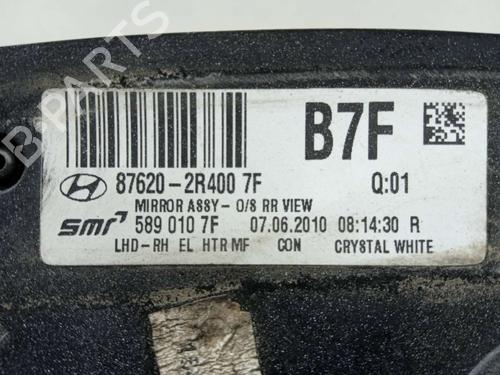 B-PARTS
B7F
87620-2R400 7F
Q:01
MIRROR ASSY - O/S RR VIEW
smr 589 010 7F 07.06.2010 08:14:30 R
LHD-RH EL HTR MF CON CRYSTAL WHITE